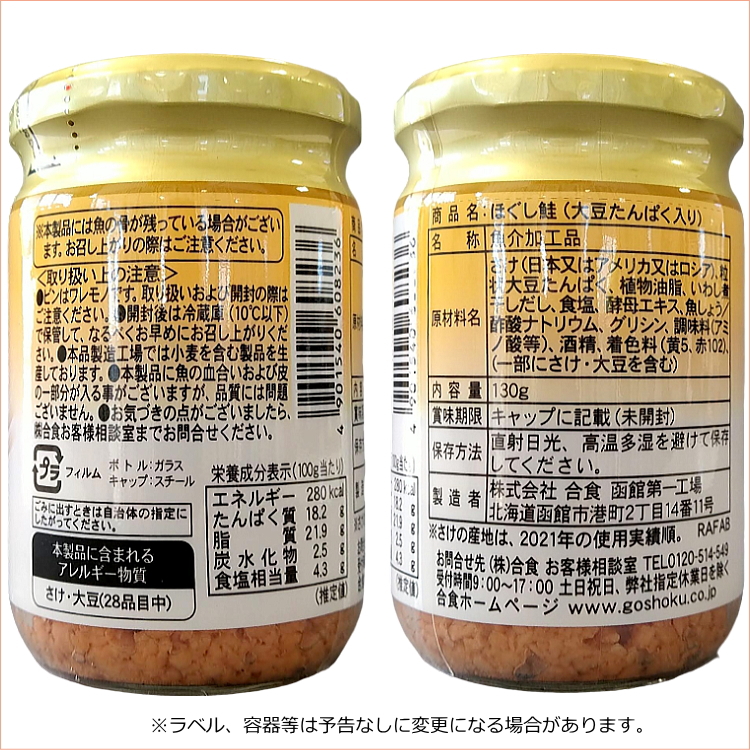 ※本製品には魚の骨が残っている場合がござい
ます。お召し上がりの際はご注意ください。
<取り扱い上の注意>
●ビンはワレモノです。取り扱いおよび開封の際は
ご注意ください。●開封後は冷蔵庫(10℃以下)
で保管して、なるべくお早めにお召し上がりくだ
さい。●本品製造工場では小麦を含む製品を生
産しております。●本製品に魚の血合いおよび皮
の一部分が入る事がございますが、品質には問題
ございません。●お気づきの点がございましたら、
㈱合食お客様相談室までお問合せください。
4901540608236
プラ
フィルム
ボトル:ガラス
キャップ:スチール
ごみに出すときは自治体の指定に
したがってください。
本製品に含まれる
アレルギー物質
さけ・大豆(28品目中)
栄養成分表示(100g当たり)
エネルギー 280kcal
たんぱく質 18.2 g
脂質 21.9 g
炭水化物 2.5 g
食塩相当量 4.3 g
(推定値)
商品名:ほぐし鮭(大豆たんぱく入り)
名称 魚介加工品
原材料名 さけ(日本又はアメリカ又はロシア)、粒
状大豆たんぱく、植物油脂、いわし煮
干しだし、食塩、酵母エキス、魚しょう/
酢酸ナトリウム、グリシン、調味料(アミ
ノ酸等)、酒精、着色料(黄5、赤102)、
(一部にさけ・大豆を含む)
内容量 130g
賞味期限 キャップに記載(未開封)
保存方法 直射日光、高温多湿を避けて保存
してください。
製造者 株式会社 合食 函館第一工場
北海道函館市港町2丁目14番11号
※さけの産地は、2021年の使用実績順。 RAFAB
お問合せ先 (株)合食 お客様相談室 TEL0120-514-549
受付時間9:00~17:00 土日祝日、弊社指定休業日を除く
合食ホームページ www.goshoku.co.jp
※ラベル、容器等は予告なしに変更になる場合があります。